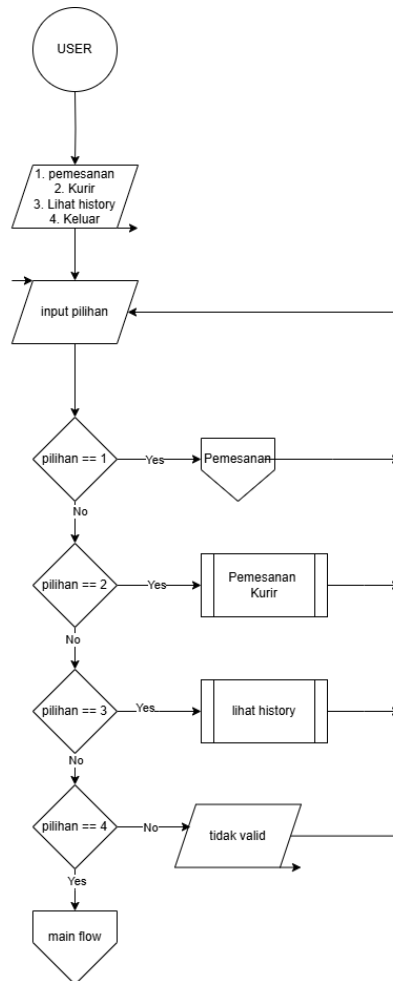 USER
1. pemesanan
2. Kurir
3. Lihat history
4. Keluar
input pilihan
pilihan == 1
Yes
Pemesanan
No
pilihan == 2
Yes
Pemesanan
Kurir
No
pilihan == 3
Yes
lihat history
No
pilihan == 4
No
tidak valid
Yes
main flow